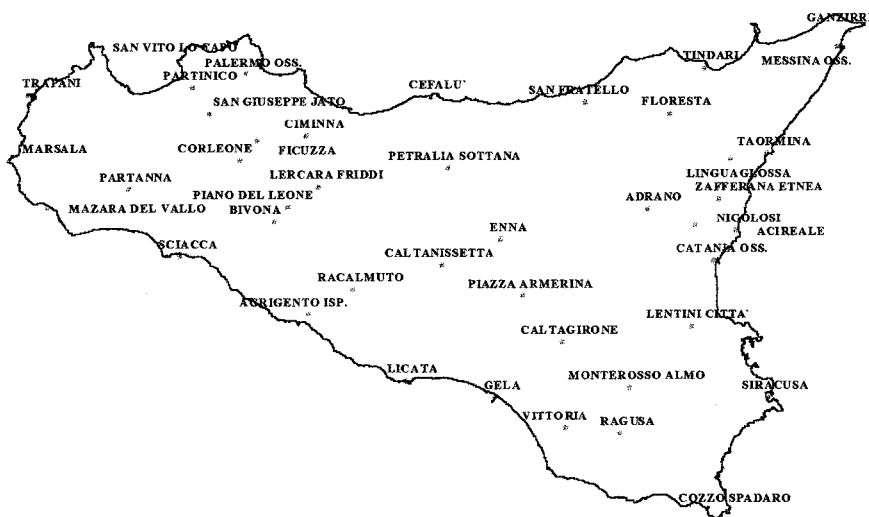 GANZIRRI
SAN VITO LO CAPO
PALERMO OSS.
TINDARI
MESSINA OSS.
TRAPANI
PARTINICO
CEFALU`
SAN FRATELLO
SAN GIUSEPPE JATO
FLORESTA
CIMINNA
MARSALA
CORLEONE
FICUZZA
PETRALIA SOTTANA
TAORMINA
LINGUAGLOSSA
PARTANNA
LERCARA FRIDDI
ZAFFERANA ETNEA
PIANO DEL LEONE
ADRANO
MAZARA DEL VALLO
BIVONA
NICOLOSI
ACIREALE
ENNA
SCIACCA
CALTANISSETTA
CATANIA OSS.
RACALMUTO
PIAZZA ARMERINA
AGRIGENTO ISP.
LENTINI CITTA`
CALTAGIRONE
LICATA
MONTEROSSO ALMO
GELA
SIRACUSA
VITTORIA
RAGUSA
COZZO SPADARO